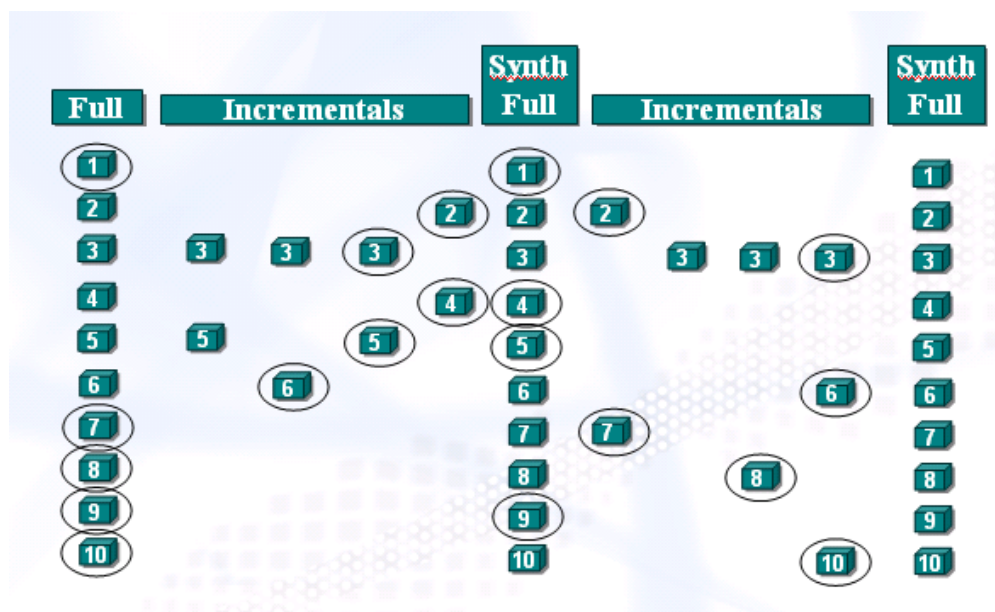 Synth Synth
Full Incrementals Full Incrementals Full
1 1 1
2 2 2 2 2
3 3 3 3 3 3 3 3 3
4 4 4 4
5 5 5 5 5
6 6 6 6 6
7 7 7 7
8 8 8 8
9 9 9
10 10 10 10